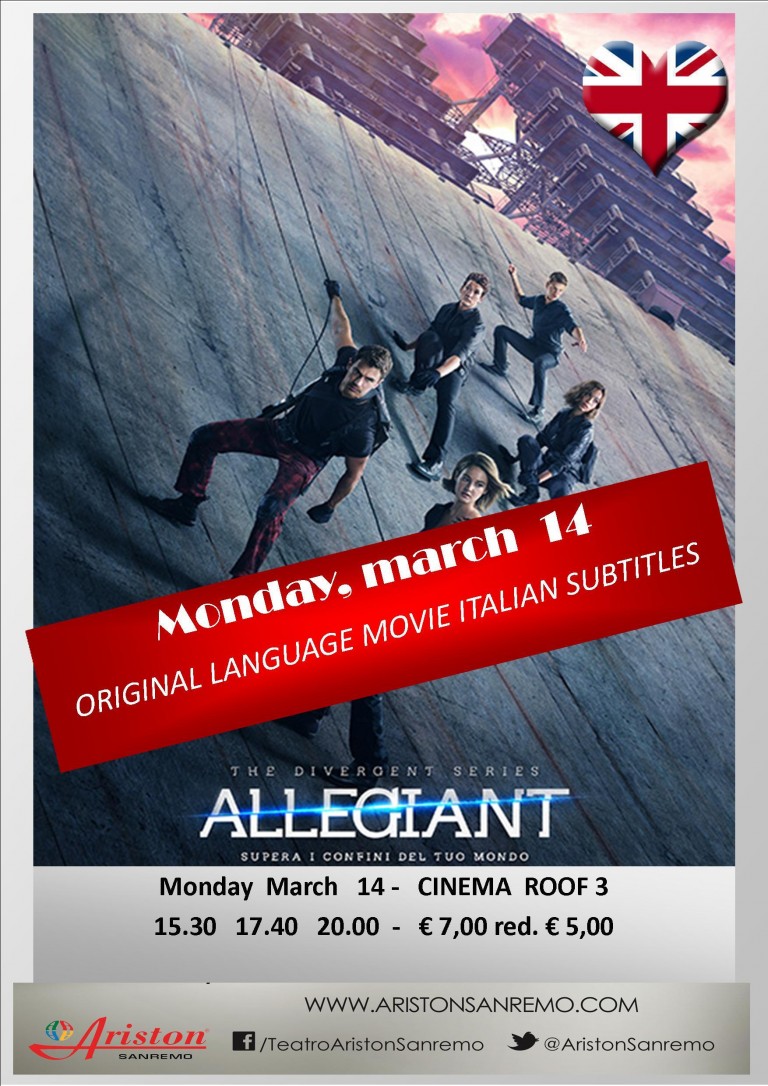 Monday, march 14
ORIGINAL LANGUAGE MOVIE ITALIAN SUBTITLES
THE DIVERGENT SERIES
ALLEGIANT
SUPERA I CONFINI DEL TUO MONDO
Monday March 14 - CINEMA ROOF 3
15.30 17.40 20.00 - € 7,00 red. € 5,00
WWW.ARISTONSANREMO.COM
Ariston
SANREMO
/TeatroAristonSanremo
@AristonSanremo